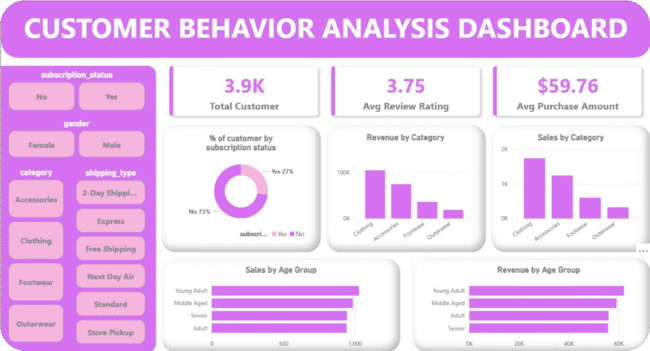 CUSTOMER BEHAVIOR ANALYSIS DASHBOARD
subscription_status
No
Yes
gender
Female
Male
category
Accessories
Clothing
Footwear
Outerwear
shipping_type
2-Day Shippi...
Express
Free Shipping
Next Day Air
Standard
Store Pickup
3.9K
Total Customer
3.75
Avg Review Rating
$59.76
Avg Purchase Amount
% of customer by
subscription status
Yes 27%
No 73%
subscri... Yes No
Revenue by Category
100K
0K
Clothing
Accessories
Footwear
Outerwear
Sales by Category
2K
1K
0K
Clothing
Accessories
Footwear
Outerwear
...
Sales by Age Group
Young Adult
Middle Aged
Senior
Adult
0 500 1,000
Revenue by Age Group
Young Adult
Middle Aged
Adult
Senior
0K 20K 40K 60K